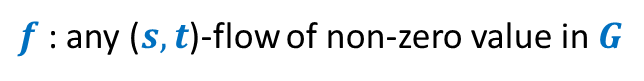 f : any (s, t)-flow of non-zero value in G